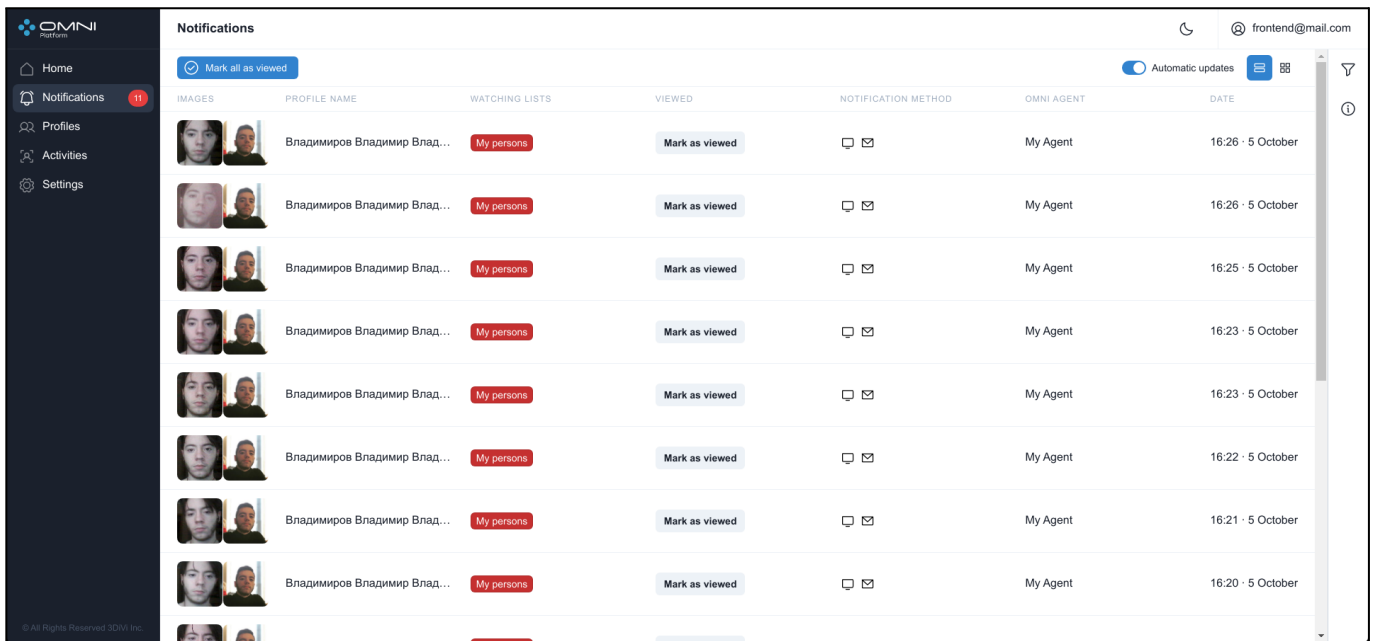 OMNI
Platform
Notifications
frontend@mail.com
Home
Notifications 11
Profiles
Activities
Settings
Mark all as viewed
Automatic updates
IMAGES PROFILE NAME WATCHING LISTS VIEWED NOTIFICATION METHOD OMNI AGENT DATE
Владимиров Владимир Влад... My persons Mark as viewed My Agent 16:26 · 5 October
Владимиров Владимир Влад... My persons Mark as viewed My Agent 16:26 · 5 October
Владимиров Владимир Влад... My persons Mark as viewed My Agent 16:25 · 5 October
Владимиров Владимир Влад... My persons Mark as viewed My Agent 16:23 · 5 October
Владимиров Владимир Влад... My persons Mark as viewed My Agent 16:23 · 5 October
Владимиров Владимир Влад... My persons Mark as viewed My Agent 16:22 · 5 October
Владимиров Владимир Влад... My persons Mark as viewed My Agent 16:21 · 5 October
Владимиров Владимир Влад... My persons Mark as viewed My Agent 16:20 · 5 October
© All Rights Reserved 3DiVi Inc.